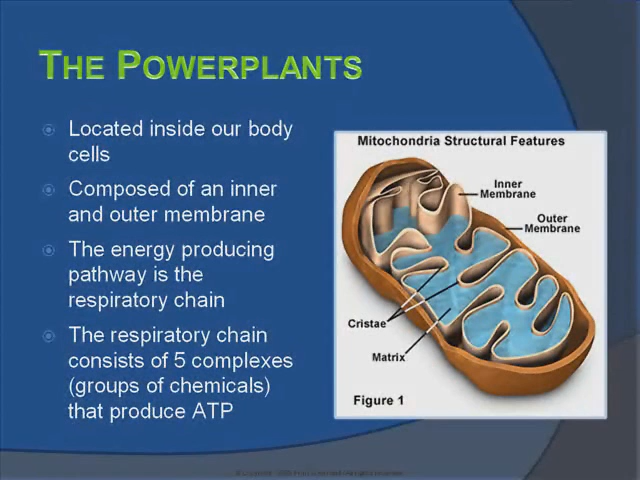 THE POWERPLANTS
Located inside our body
cells
Composed of an inner
and outer membrane
The energy producing
pathway is the
respiratory chain
The respiratory chain
consists of 5 complexes
(groups of chemicals)
that produce ATP
Mitochondria Structural Features
Inner
Membrane
Outer
Membrane
Cristae
Matrix
Figure 1